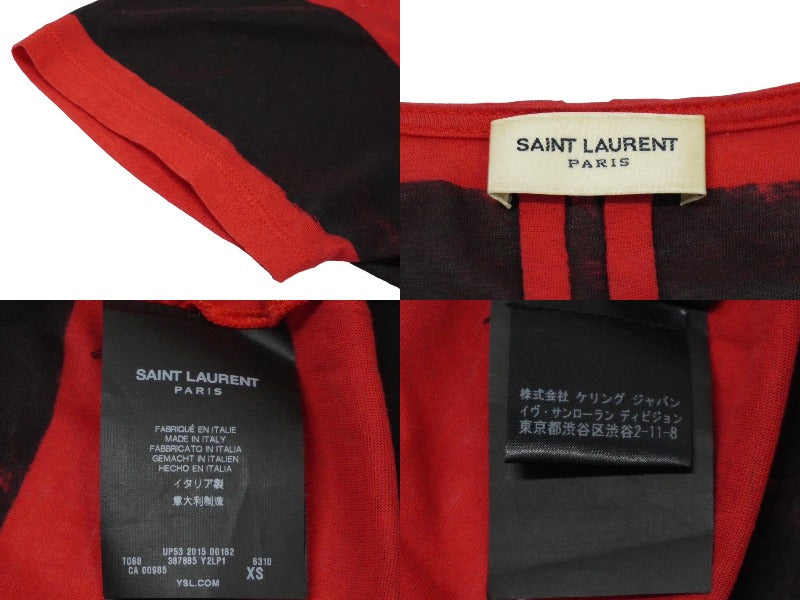 SAINT LAURENT
PARIS
SAINT LAURENT
PARIS
FABRIQUÉ EN ITALIE
MADE IN ITALY
FABBRICATO IN ITALIA
GEMACHT IN ITALIEN
HECHO EN ITALIA
イタリア製
意大利制造
UP53 2015 00182
T068 387885 Y2LP1 6310
CA 00985 XS
YSL.COM
株式会社 ケリング ジャパン
イヴ・サンローラン ディビジョン
東京都渋谷区渋谷2-11-8